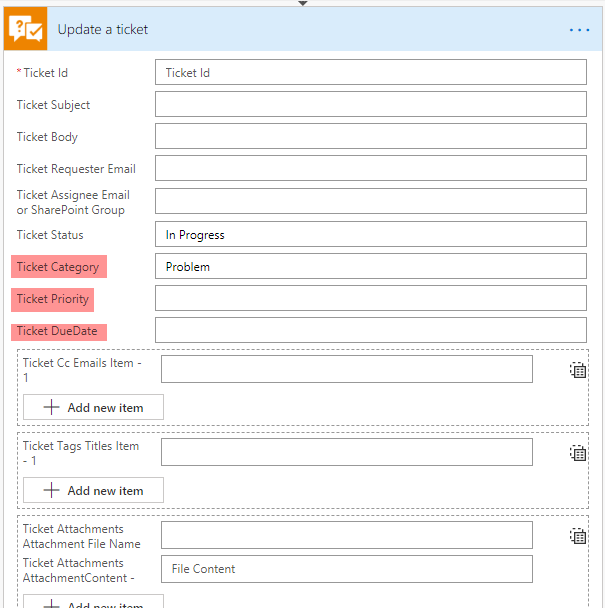 Update a ticket
* Ticket Id
Ticket Id
Ticket Subject
Ticket Body
Ticket Requester Email
Ticket Assignee Email
or SharePoint Group
Ticket Status
In Progress
Ticket Category
Problem
Ticket Priority
Ticket DueDate
Ticket Cc Emails Item -
1
Add new item
Ticket Tags Titles Item
- 1
Add new item
Ticket Attachments
Attachment File Name
Ticket Attachments
AttachmentContent -
File Content
Add new item